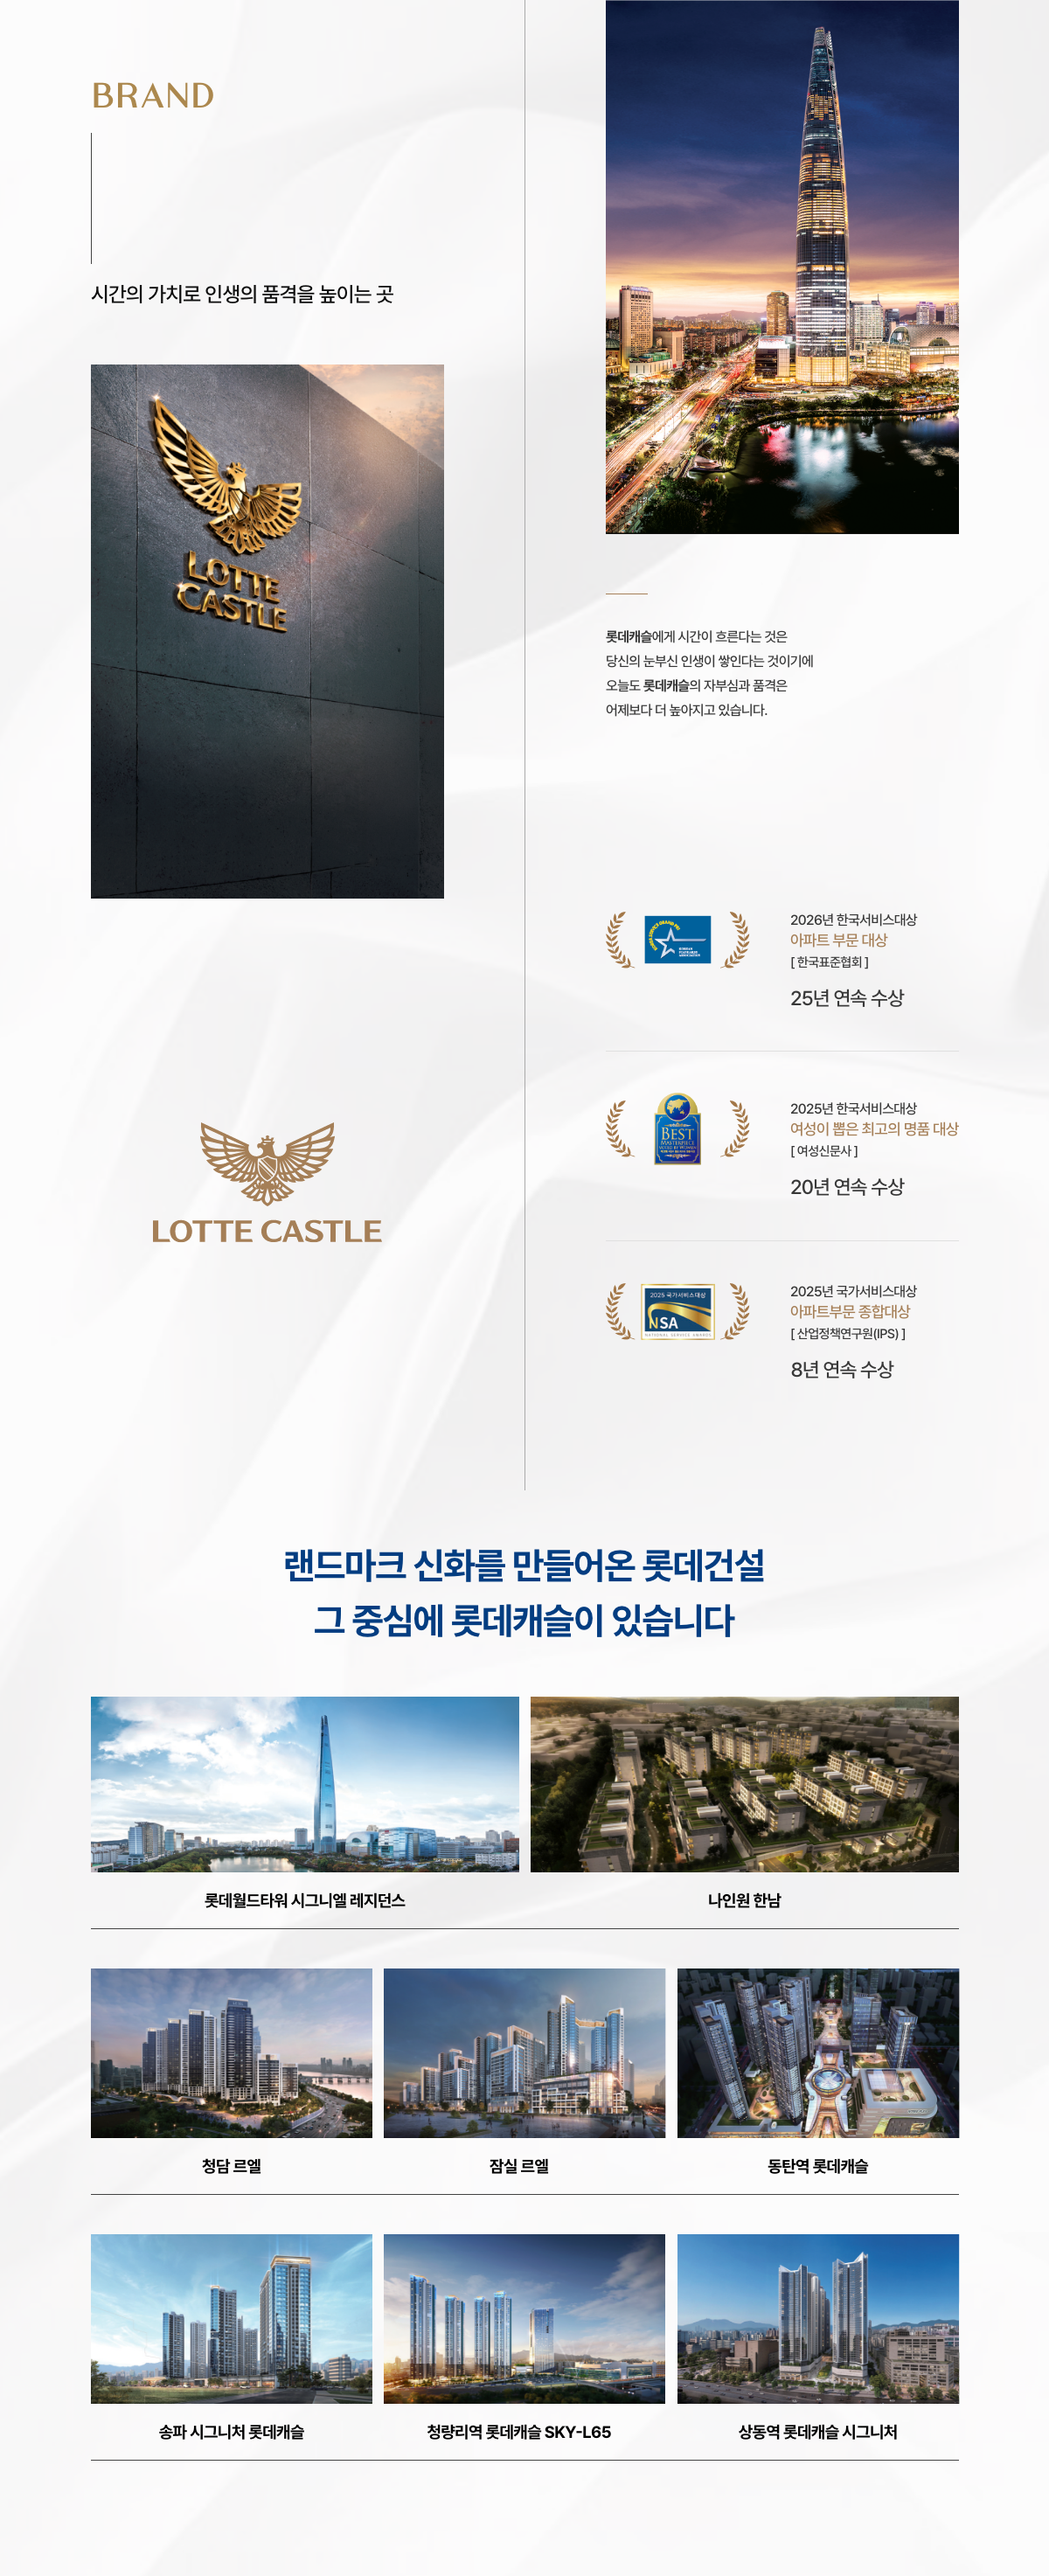 BRAND
시간의 가치로 인생의 품격을 높이는 곳
LOTTE
CASTLE
롯데캐슬에게 시간이 흐른다는 것은
당신의 눈부신 인생이 쌓인다는 것이기에
오늘도 롯데캐슬의 자부심과 품격은
어제보다 더 높아지고 있습니다.
2026년 한국서비스대상
아파트 부문 대상
[ 한국표준협회 ]
25년 연속 수상
BEST
MASTERPIECE
2025년 한국서비스대상
여성이 뽑은 최고의 명품 대상
[ 여성신문사 ]
20년 연속 수상
LOTTE CASTLE
2025 국가서비스대상
NSA
NATIONAL SERVICE AWARDS
2025년 국가서비스대상
아파트부문 종합대상
[ 산업정책연구원(IPS) ]
8년 연속 수상
랜드마크 신화를 만들어온 롯데건설
그 중심에 롯데캐슬이 있습니다
롯데월드타워 시그니엘 레지던스
나인원 한남
청담 르엘
잠실 르엘
동탄역 롯데캐슬
송파 시그니처 롯데캐슬
청량리역 롯데캐슬 SKY-L65
상동역 롯데캐슬 시그니처